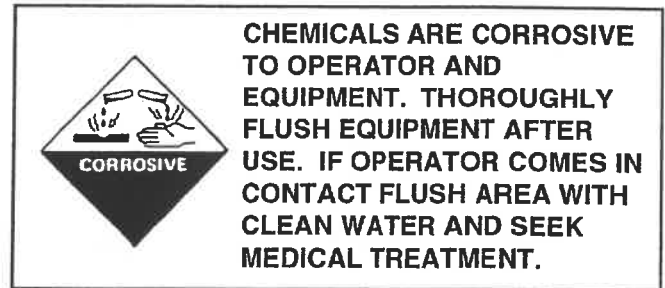 CORROSIVE
CHEMICALS ARE CORROSIVE
TO OPERATOR AND
EQUIPMENT. THOROUGHLY
FLUSH EQUIPMENT AFTER
USE. IF OPERATOR COMES IN
CONTACT FLUSH AREA WITH
CLEAN WATER AND SEEK
MEDICAL TREATMENT.